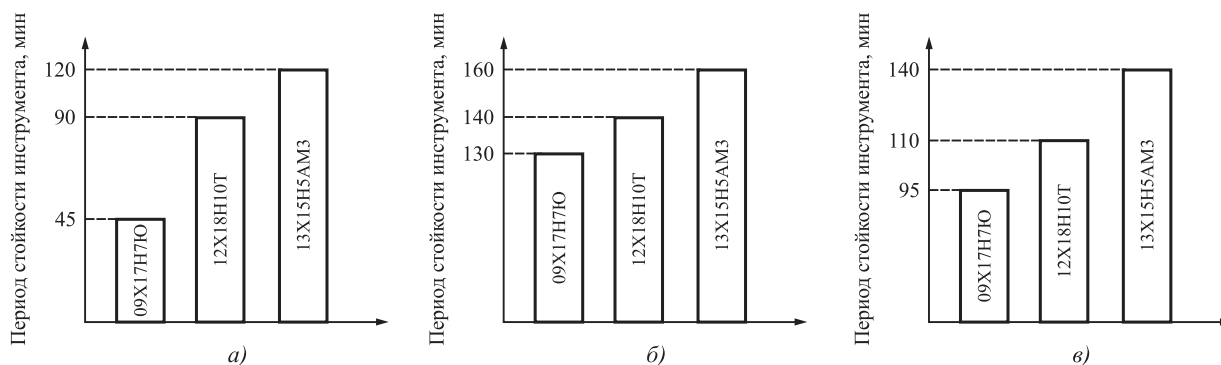 Период стойкости инструмента, мин
120
90
45
09Х17Н7Ю
12Х18Н10Т
13Х15Н5АМ3
а)
Период стойкости инструмента, мин
160
140
130
09Х17Н7Ю
12Х18Н10Т
13Х15Н5АМ3
б)
Период стойкости инструмента, мин
140
110
95
09Х17Н7Ю
12Х18Н10Т
13Х15Н5АМ3
в)